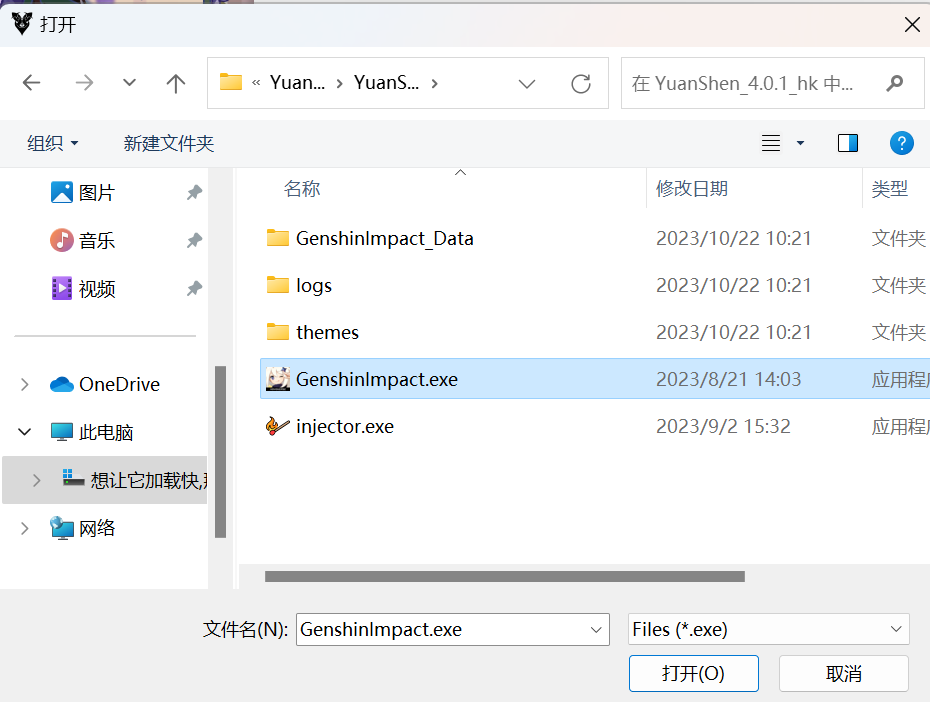 打开
« Yuan... › YuanS... ›
在 YuanShen_4.0.1_hk 中...
组织
新建文件夹
?
图片
音乐
视频
OneDrive
此电脑
想让它加载快,
网络
名称 修改日期 类型
GenshinImpact_Data 2023/10/22 10:21 文件夹
logs 2023/10/22 10:21 文件夹
themes 2023/10/22 10:21 文件夹
GenshinImpact.exe 2023/8/21 14:03 应用程
injector.exe 2023/9/2 15:32 应用程
文件名(N): GenshinImpact.exe Files (*.exe)
打开(O) 取消